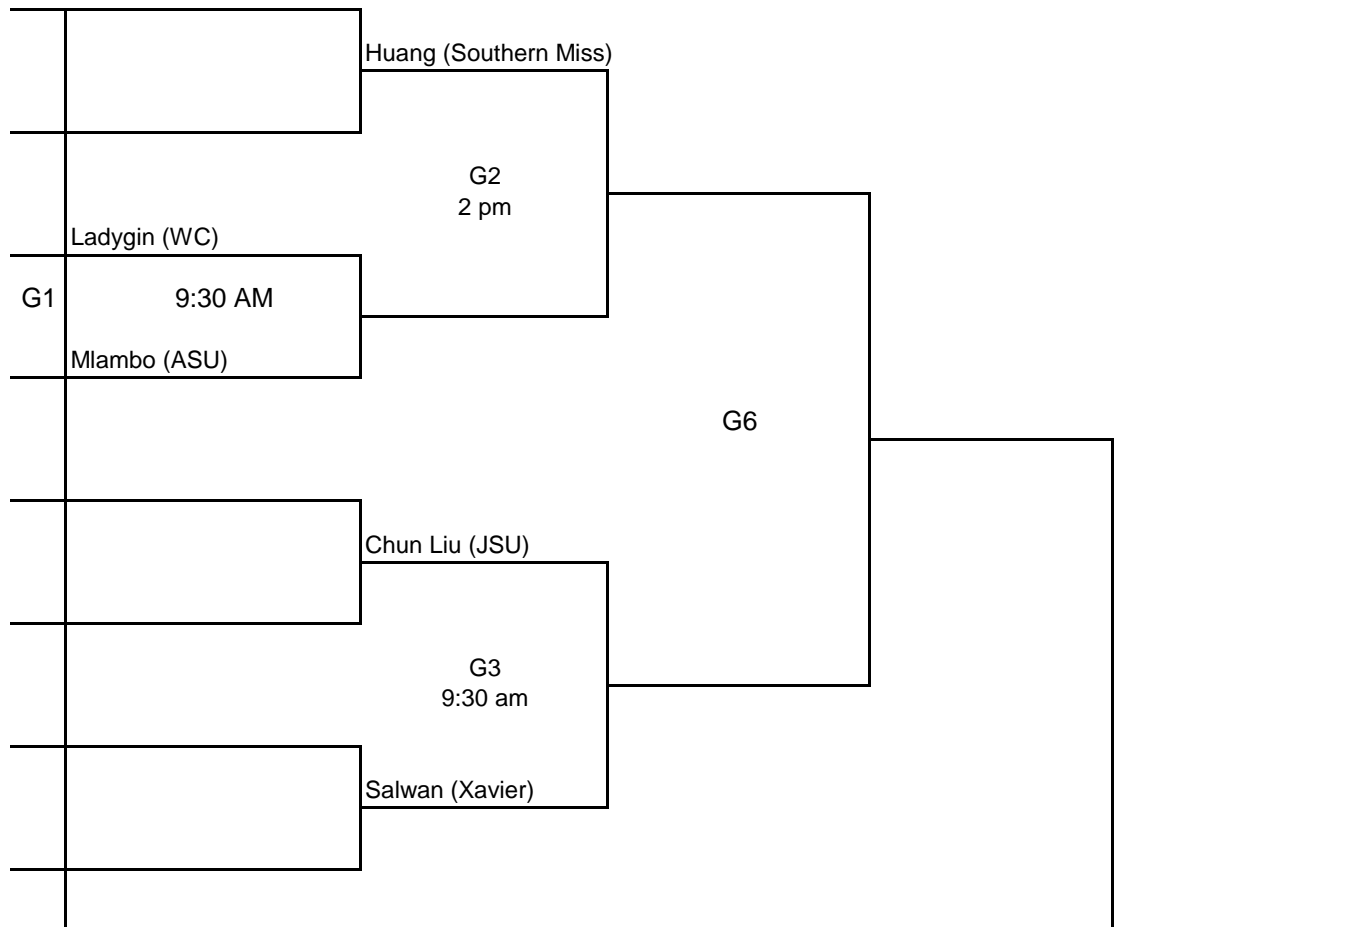 Huang (Southern Miss)
G2
2 pm
Ladygin (WC)
G1 9:30 AM
Mlambo (ASU)
G6
Chun Liu (JSU)
G3
9:30 am
Salwan (Xavier)